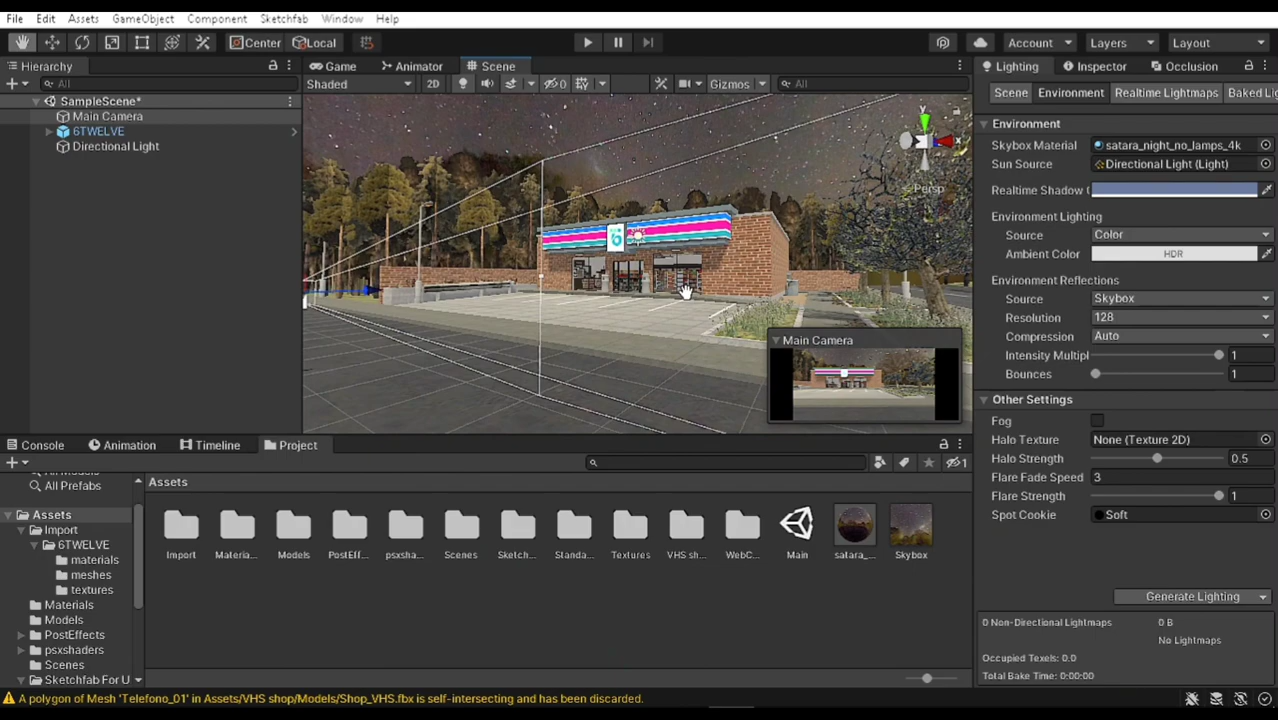 File Edit Assets GameObject Component Sketchfab Window Help
Center Local Account Layers Layout
Hierarchy Game Animator Scene Lighting Inspector Occlusion
All Shaded 2D 0 Gizmos All Scene Environment Realtime Lightmaps Baked
SampleScene*
Main Camera
6TWELVE
Directional Light
y
x
Persp
6
Main Camera
Environment
Skybox Material satara_night_no_lamps_4k
Sun Source Directional Light (Light)
Realtime Shadow
Environment Lighting
Source Color
Ambient Color HDR
Environment Reflections
Source Skybox
Resolution 128
Compression Auto
Intensity Multipl 1
Bounces 1
Other Settings
Fog
Halo Texture None (Texture 2D)
Halo Strength 0.5
Flare Fade Speed 3
Flare Strength 1
Spot Cookie Soft
Generate Lighting
0 Non-Directional Lightmaps 0 B
No Lightmaps
Occupied Texels: 0.0
Total Bake Time: 0:00:00
Console Animation Timeline Project
1
All Prefabs
Assets
Import
6TWELVE
materials
meshes
textures
Materials
Models
PostEffects
psxshaders
Scenes
Sketchfab For U
Assets
Import Materia... Models PostEff... psxsha... Scenes Sketch... Standa... Textures VHS sh... WebC... Main satara_... Skybox
A polygon of Mesh 'Telefono_01' in Assets/VHS shop/Models/Shop_VHS.fbx is self-intersecting and has been discarded.